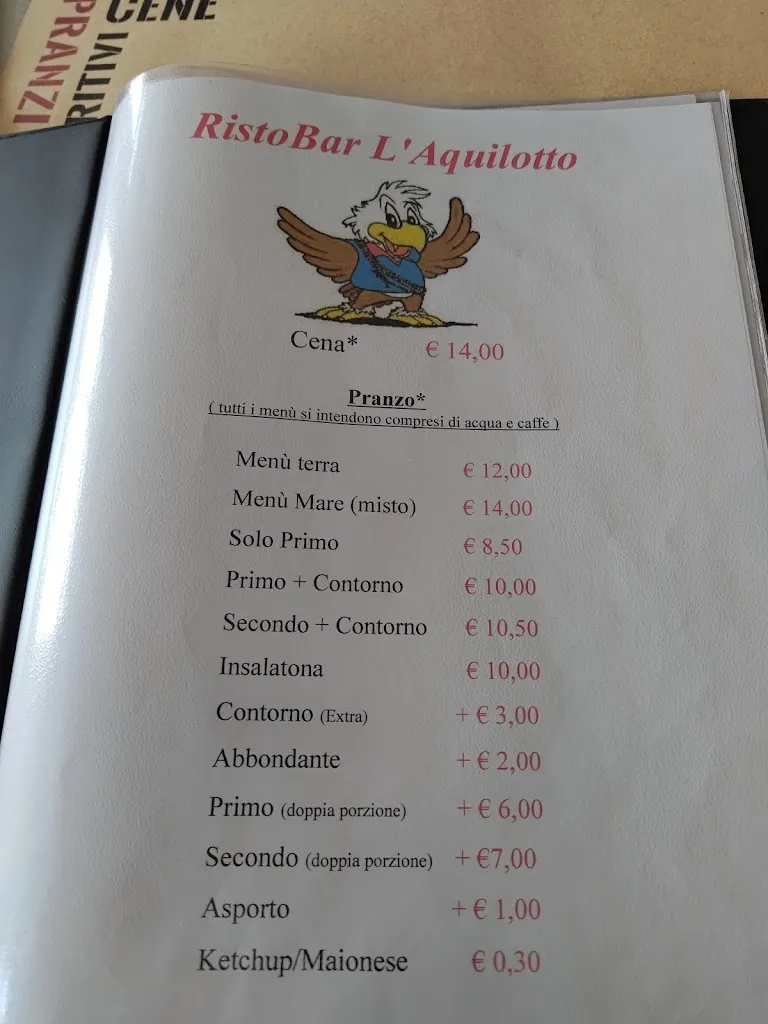 PRANZI
RITIVI
CENE
RistoBar L'Aquilotto
Cena* € 14,00
Pranzo*
( tutti i menù si intendono compresi di acqua e caffe )
Menù terra € 12,00
Menù Mare (misto) € 14,00
Solo Primo € 8,50
Primo + Contorno € 10,00
Secondo + Contorno € 10,50
Insalatona € 10,00
Contorno (Extra) + € 3,00
Abbondante + € 2,00
Primo (doppia porzione) + € 6,00
Secondo (doppia porzione) + €7,00
Asporto + € 1,00
Ketchup/Maionese € 0,30